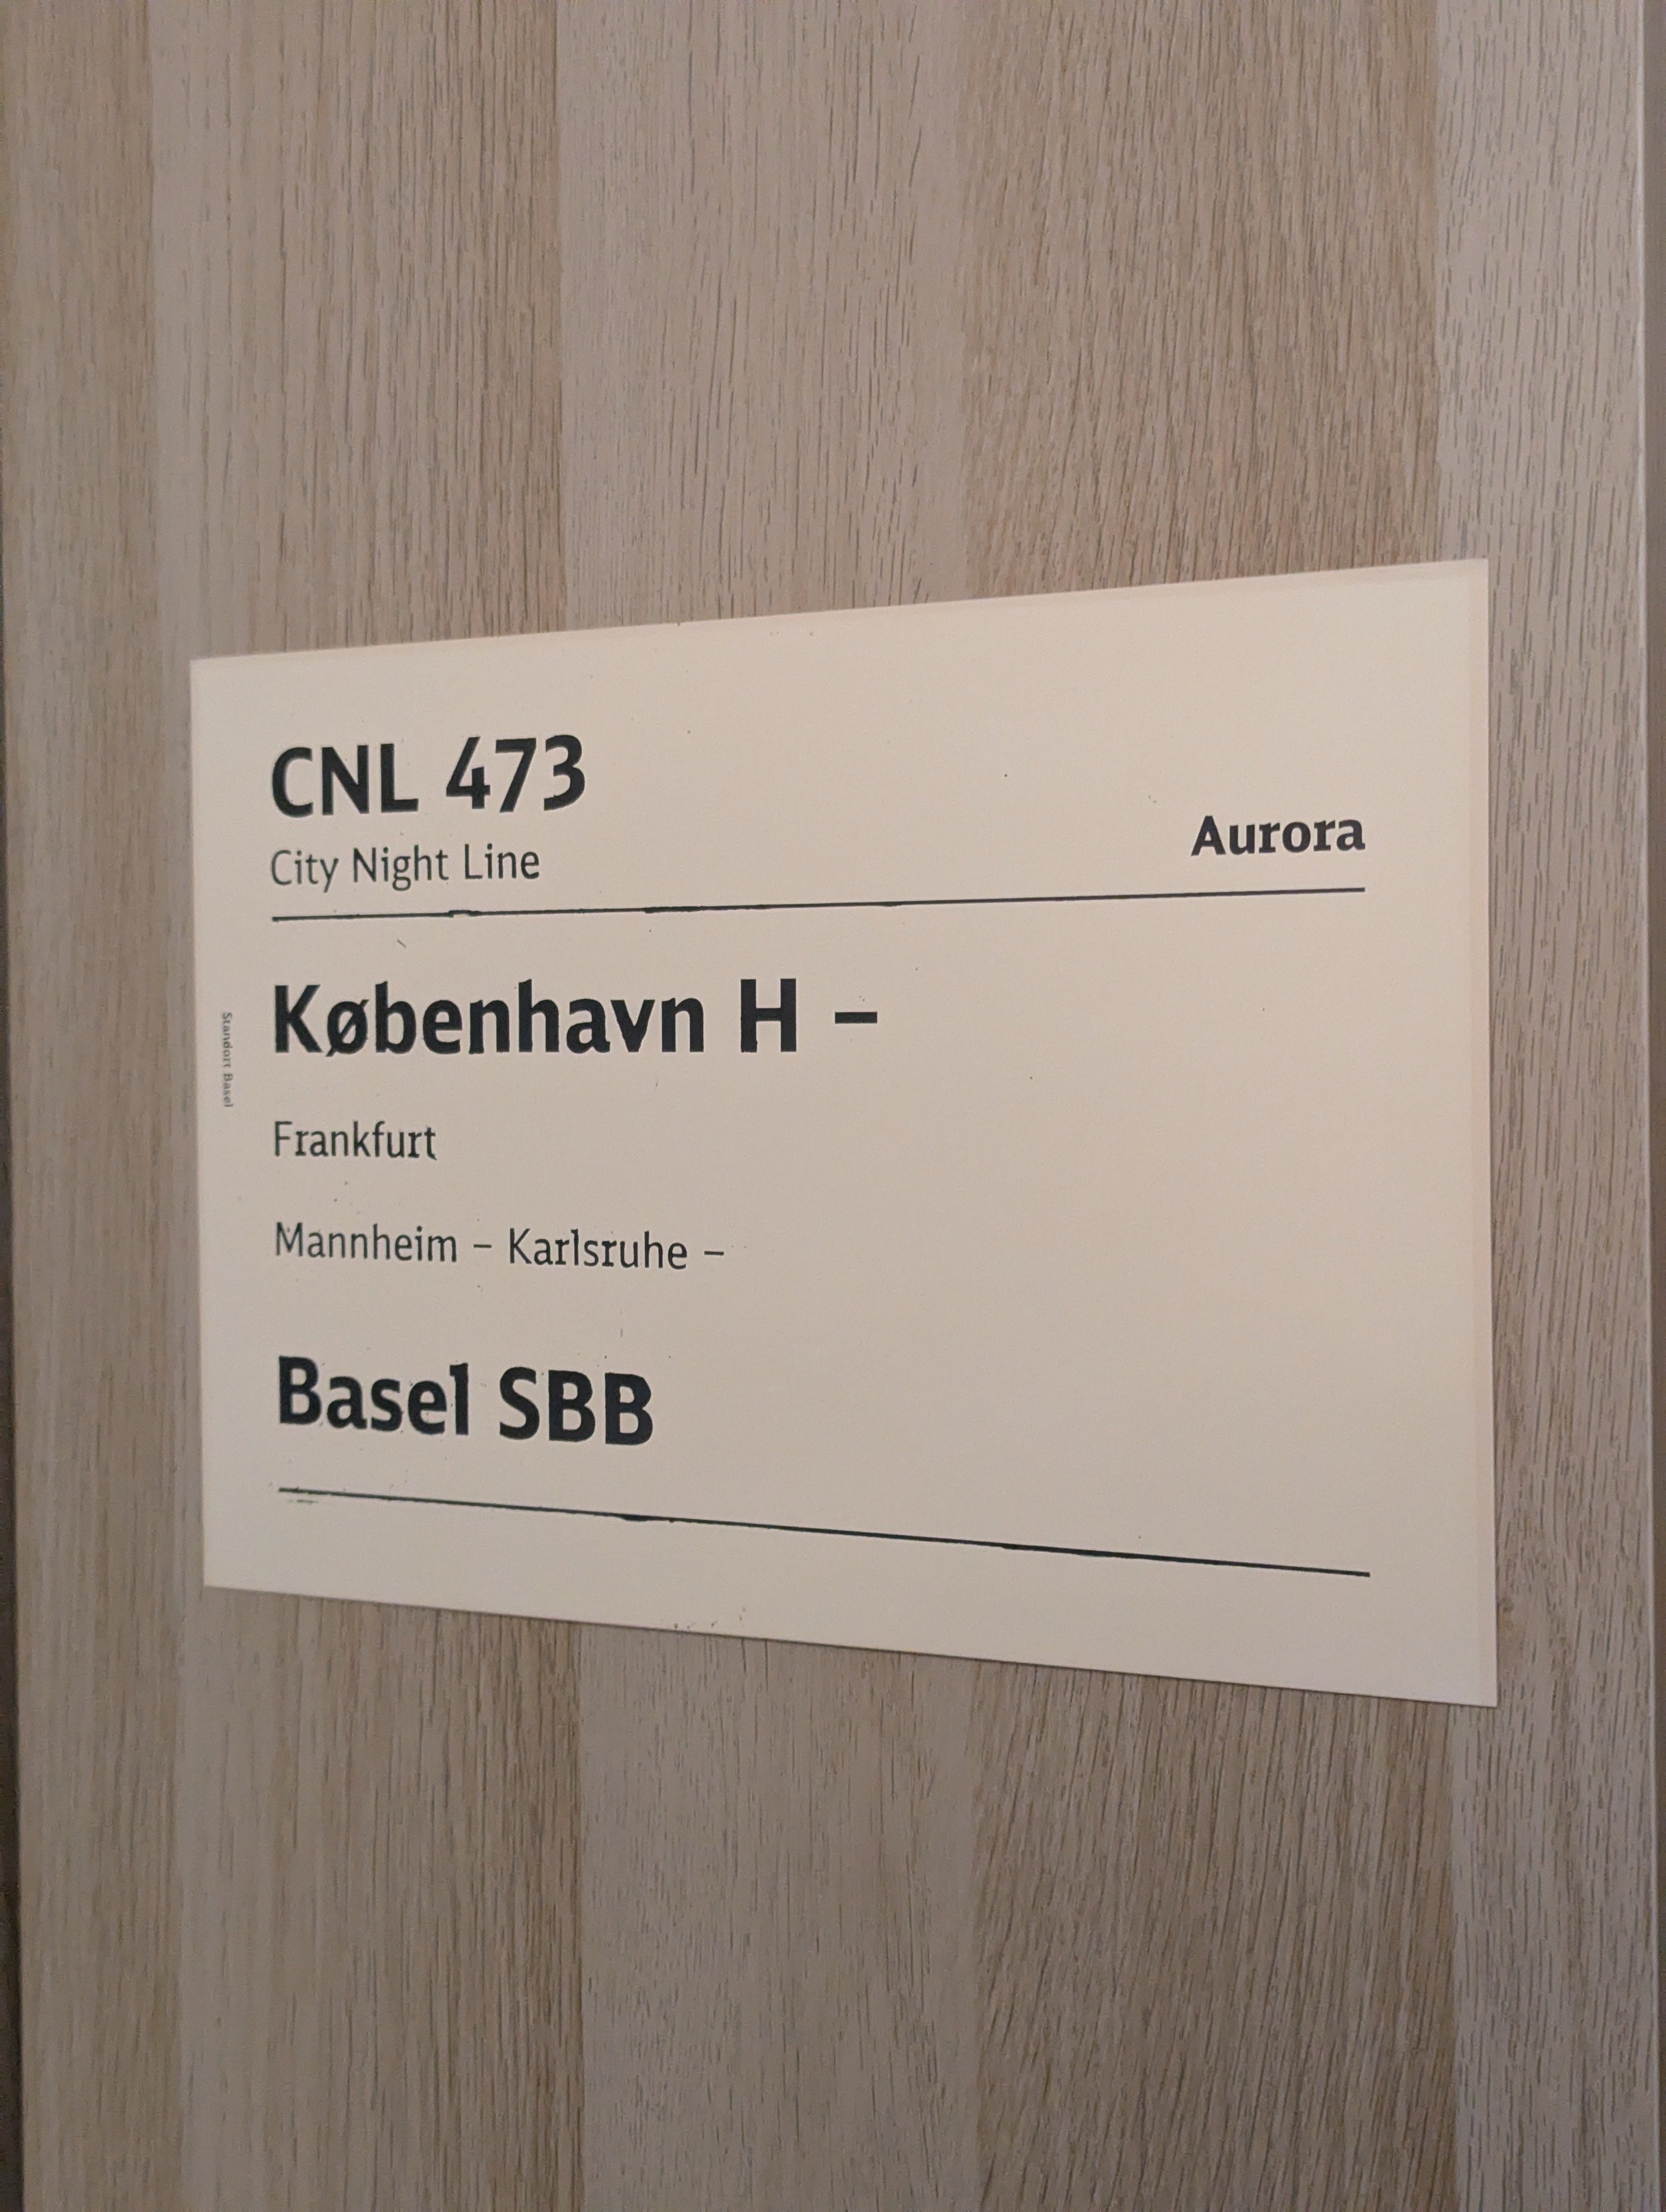 CNL 473
City Night Line
Aurora
København H –
Frankfurt
Mannheim – Karlsruhe –
Basel SBB
Standort Basel